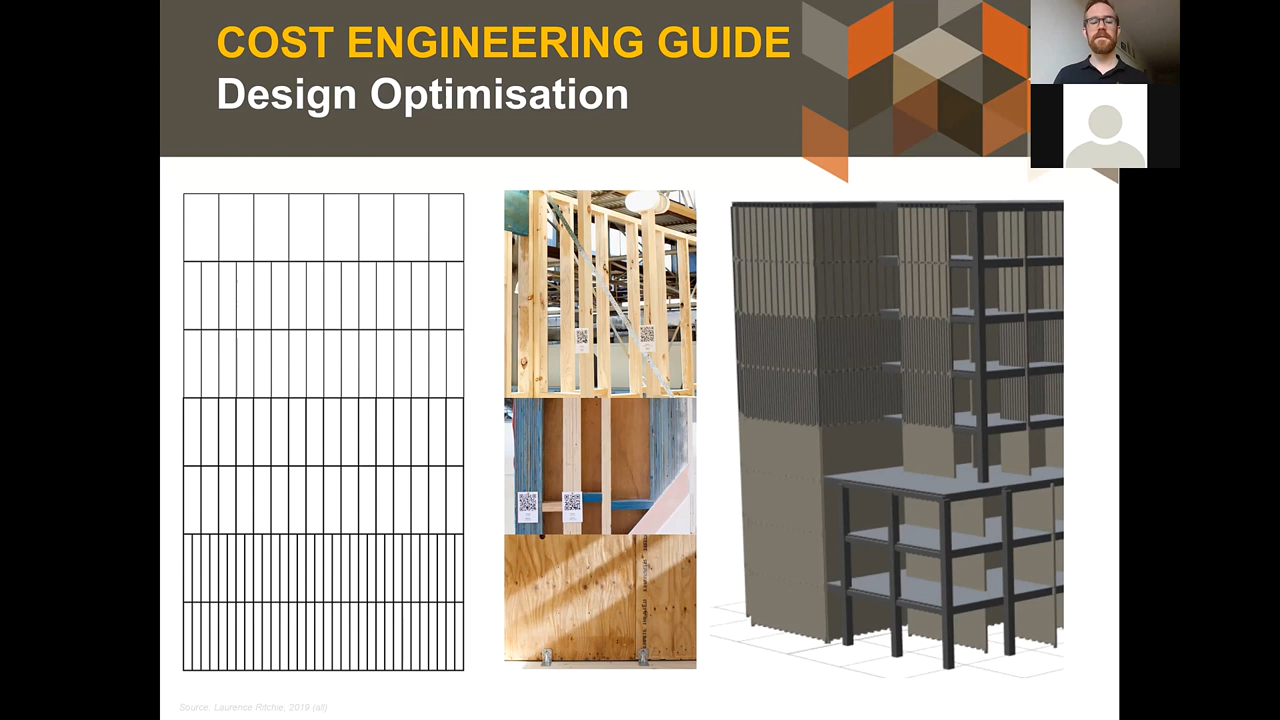 COST ENGINEERING GUIDE
Design Optimisation
Source: Laurence Ritchie, 2019 (all)